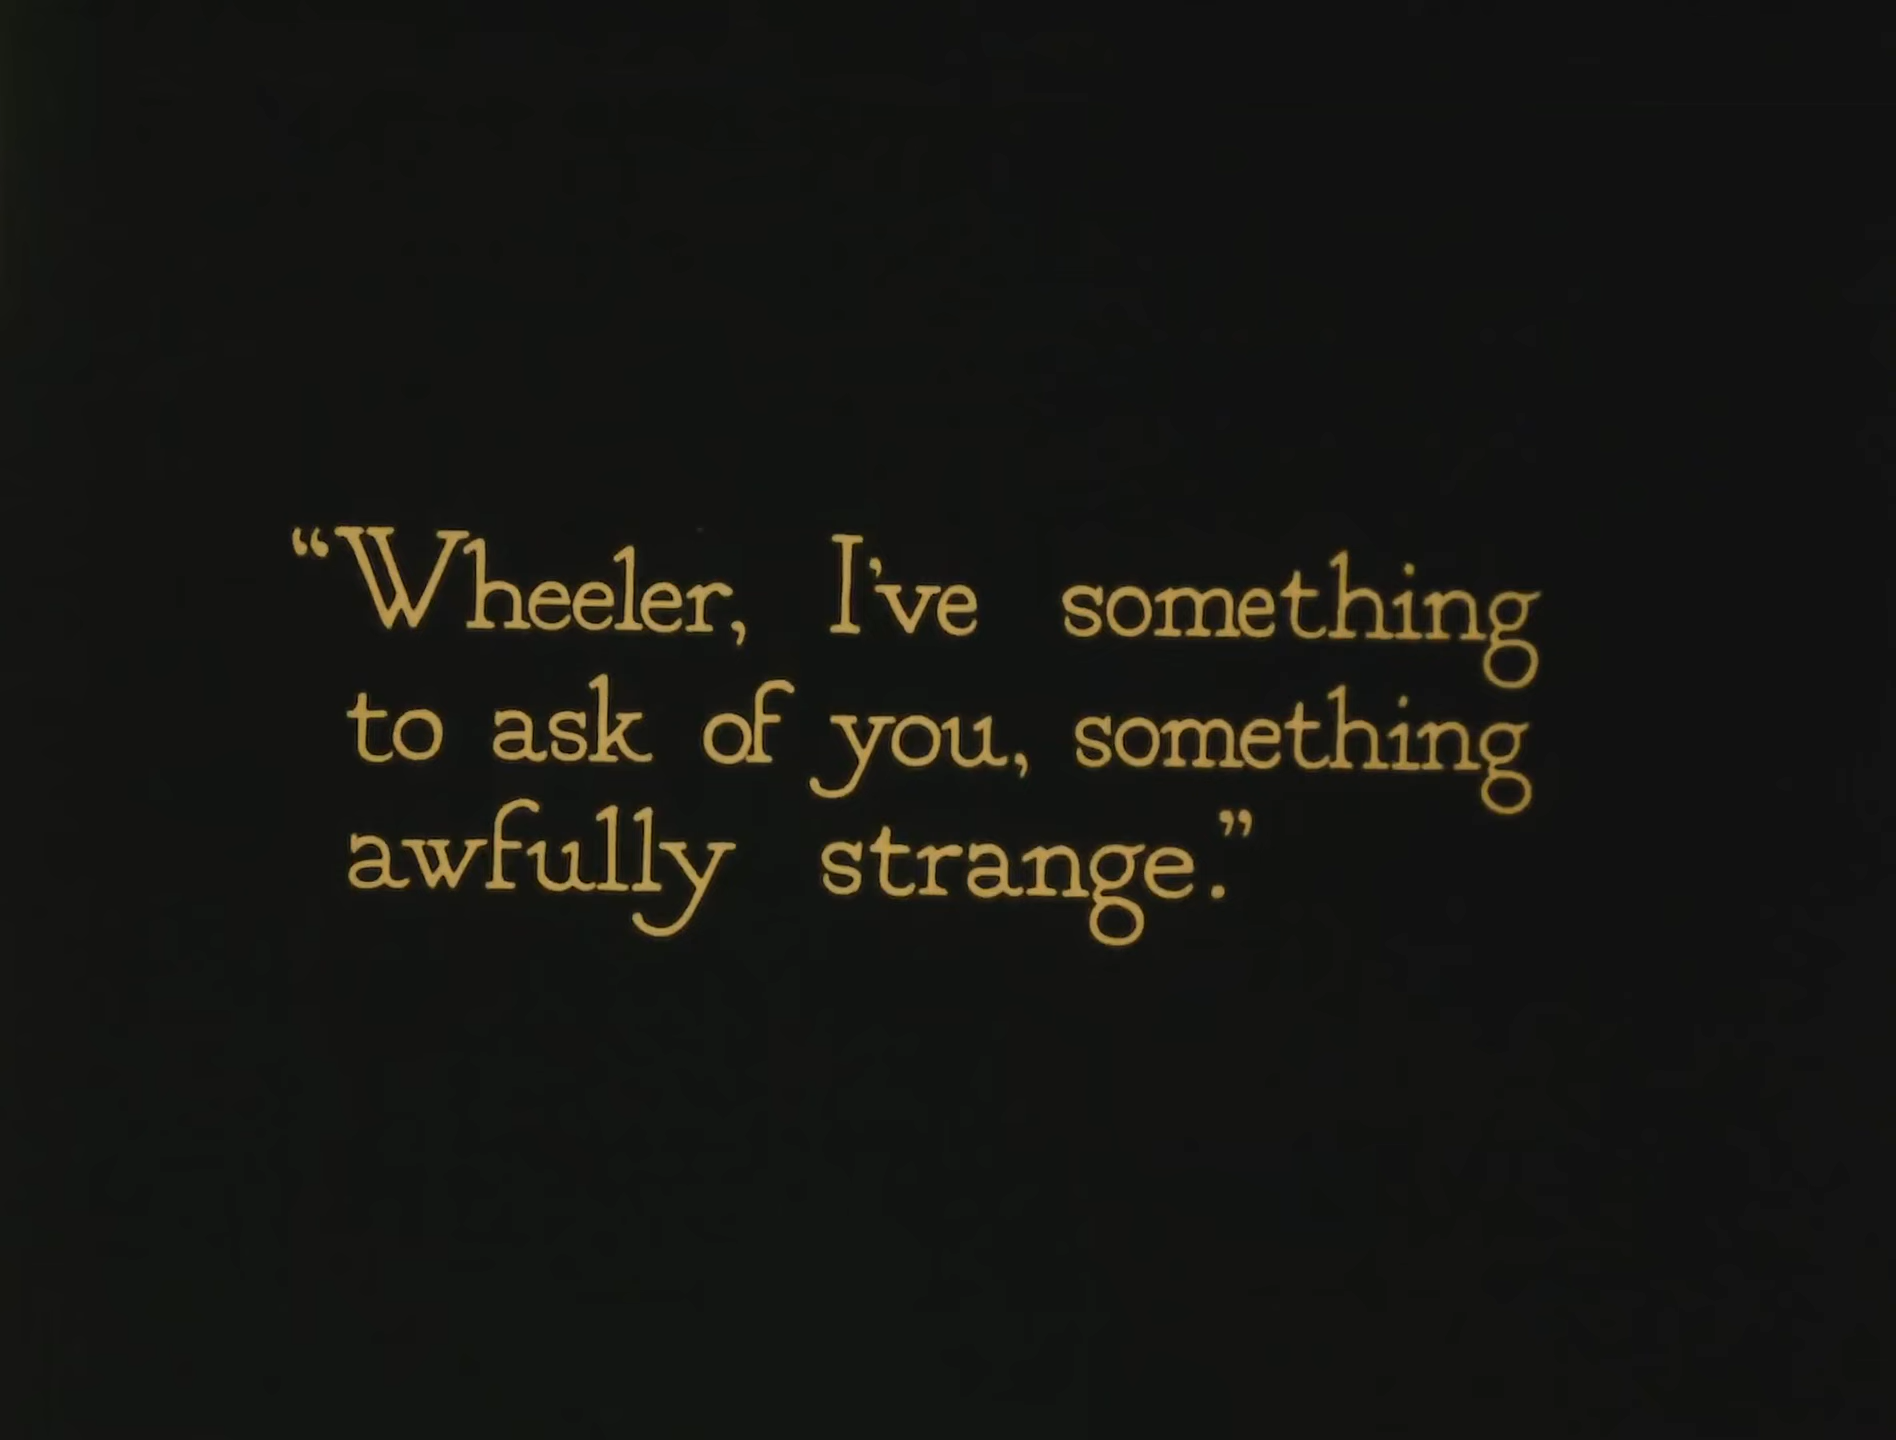 “Wheeler, I've something
to ask of you, something
awfully strange.”